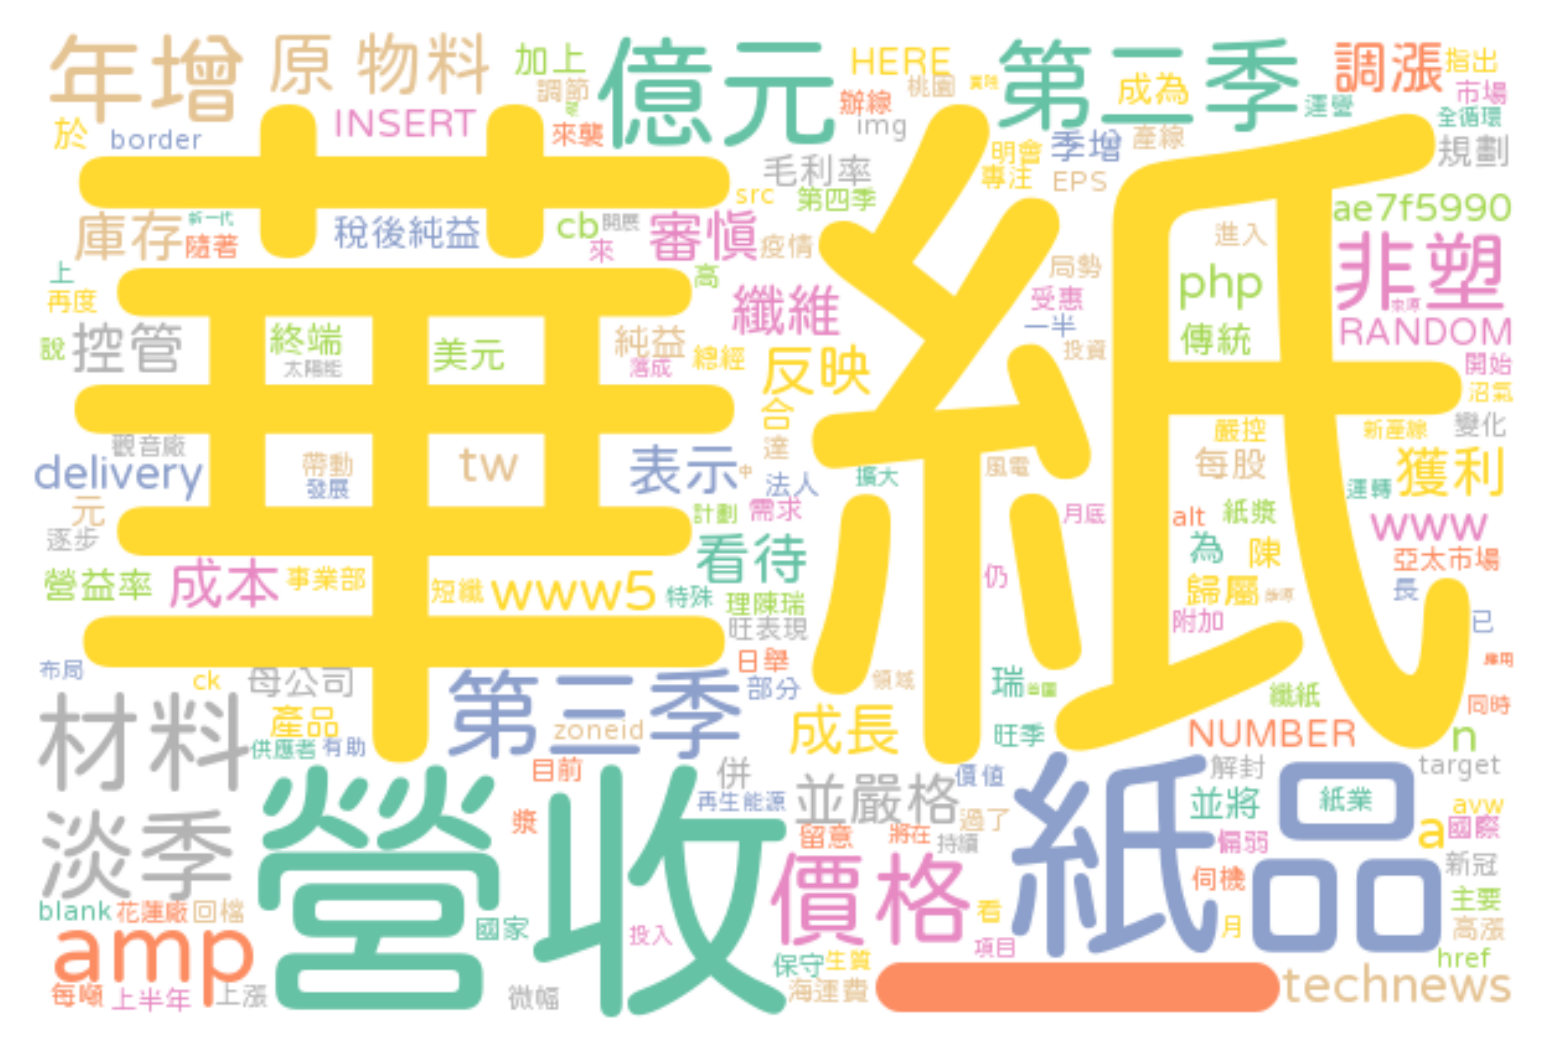 年增 原 物料 加上 億元 HERE 第二季 調漲 指出
調節 桃園 成為 市場
於 border INSERT 來襲 辦線 img 運營 全循環
毛利率 明會 季增 產線 規劃
src 第四季 專注 EPS
華 紙
庫存 新一代 隨著 稅後純益 cb 開展 來 審慎 疫情 ae7f5990
上 再度 高 局勢 進入 非塑
纖維 受惠 php 來源
說 控管 終端 太陽能 美元 純益 落成 總經 反映 一半 投資 傳統 RANDOM 開始
合 沼氣
觀音廠 達 嚴控 新產線 變化
delivery 帶動 發展 tw 表示 中 法人 擴大 風電 每股 獲利 運轉
元 逐步 計劃 需求 月底 alt 紙漿 www
看待 為 陳 亞太市場
營益率 成本 事業部 短纖 www5 特殊 理陳瑞 仍 歸屬 長
旺表現 附加 已
布局 ck 母公司 第三季 日舉 部分 領域 瑞 應用
材料 產品 zoneid 成長 旺季 纖紙 同時
供應者 有助 NUMBER n
目前 併 價值 解封 target
淡季 營收 漿 再生能源 並嚴格 過了 紙品 並將 紙業 avw
留意 將在 持續 偏弱 a 國際
價格 伺機 新冠
blank 花蓮廠 回檔 國家 投入 看 月 主要
amp 項目 高漲
保守 生質 href
每噸 上半年 上漲 微幅 海運費 technews